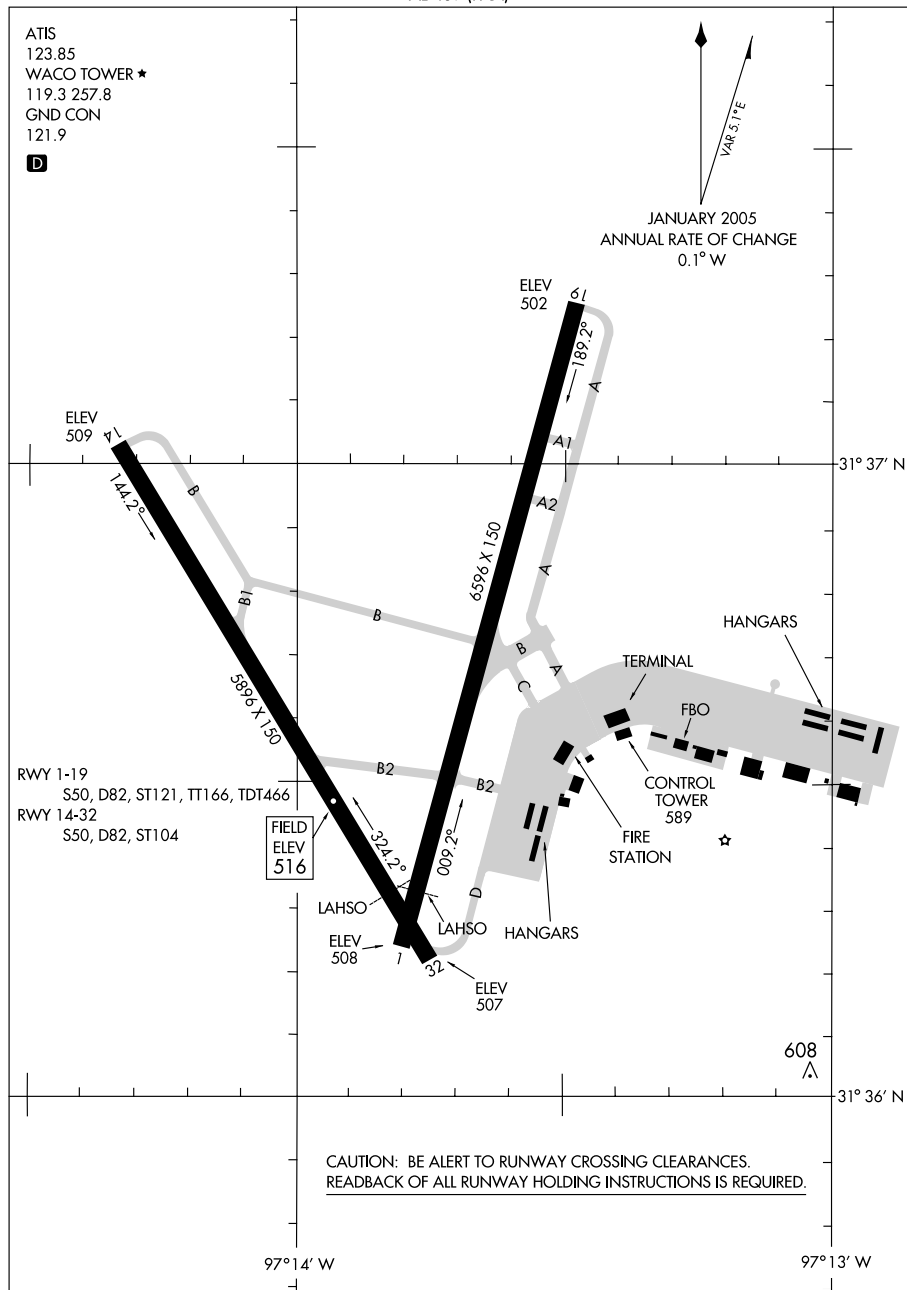 ATIS
123.85
WACO TOWER ★
119.3 257.8
GND CON
121.9
D
VAR 5.1° E
JANUARY 2005
ANNUAL RATE OF CHANGE
0.1° W
ELEV
502
19
189.2°
A
A1
ELEV
509
14
31° 37' N
144.2°
B
A2
6596 X 150
A
B1
B
B
A
C
HANGARS
TERMINAL
5896 X 150
FBO
RWY 1-19
S50, D82, ST121, TT166, TDT466
RWY 14-32
S50, D82, ST104
B2
B2
CONTROL
TOWER
589
FIELD
ELEV
516
324.2°
009.2°
FIRE
STATION
D
LAHSO
LAHSO
HANGARS
ELEV
508
1
32
ELEV
507
608
31° 36' N
CAUTION: BE ALERT TO RUNWAY CROSSING CLEARANCES.
READBACK OF ALL RUNWAY HOLDING INSTRUCTIONS IS REQUIRED.
97°14' W
97°13' W